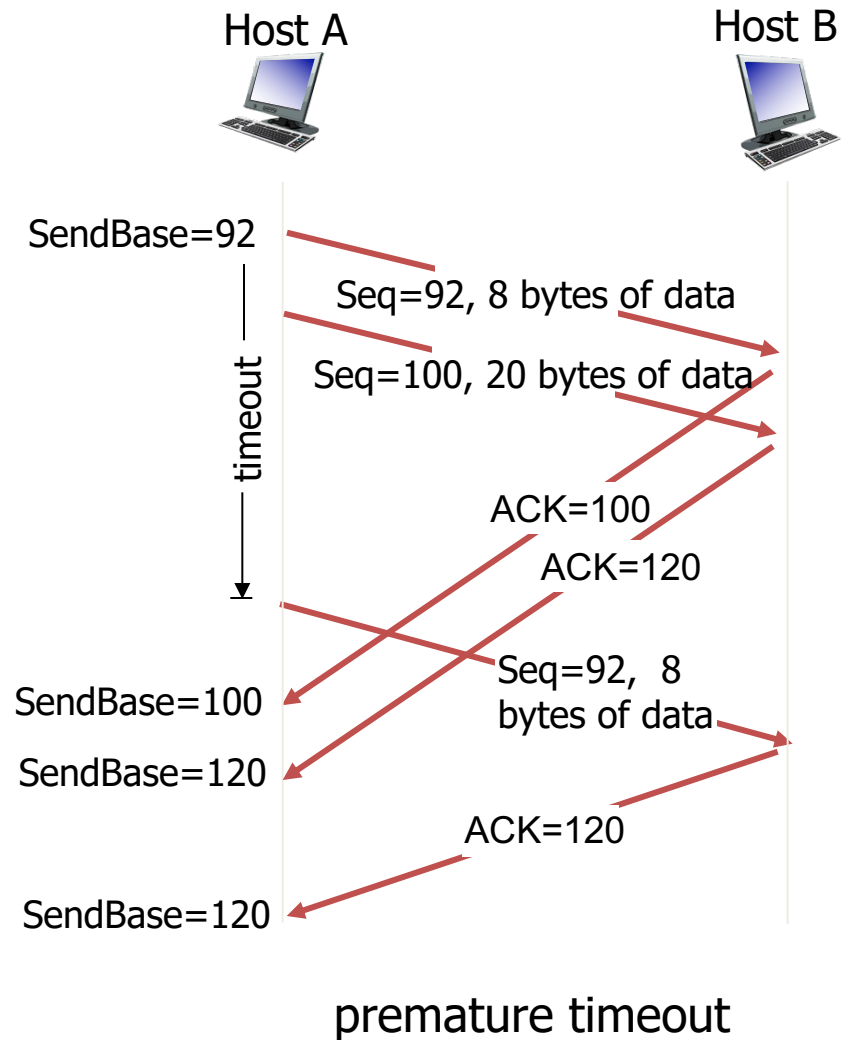 Host A
Host B
SendBase=92
Seq=92, 8 bytes of data
Seq=100, 20 bytes of data
timeout
ACK=100
ACK=120
Seq=92, 8
bytes of data
SendBase=100
SendBase=120
ACK=120
SendBase=120
premature timeout